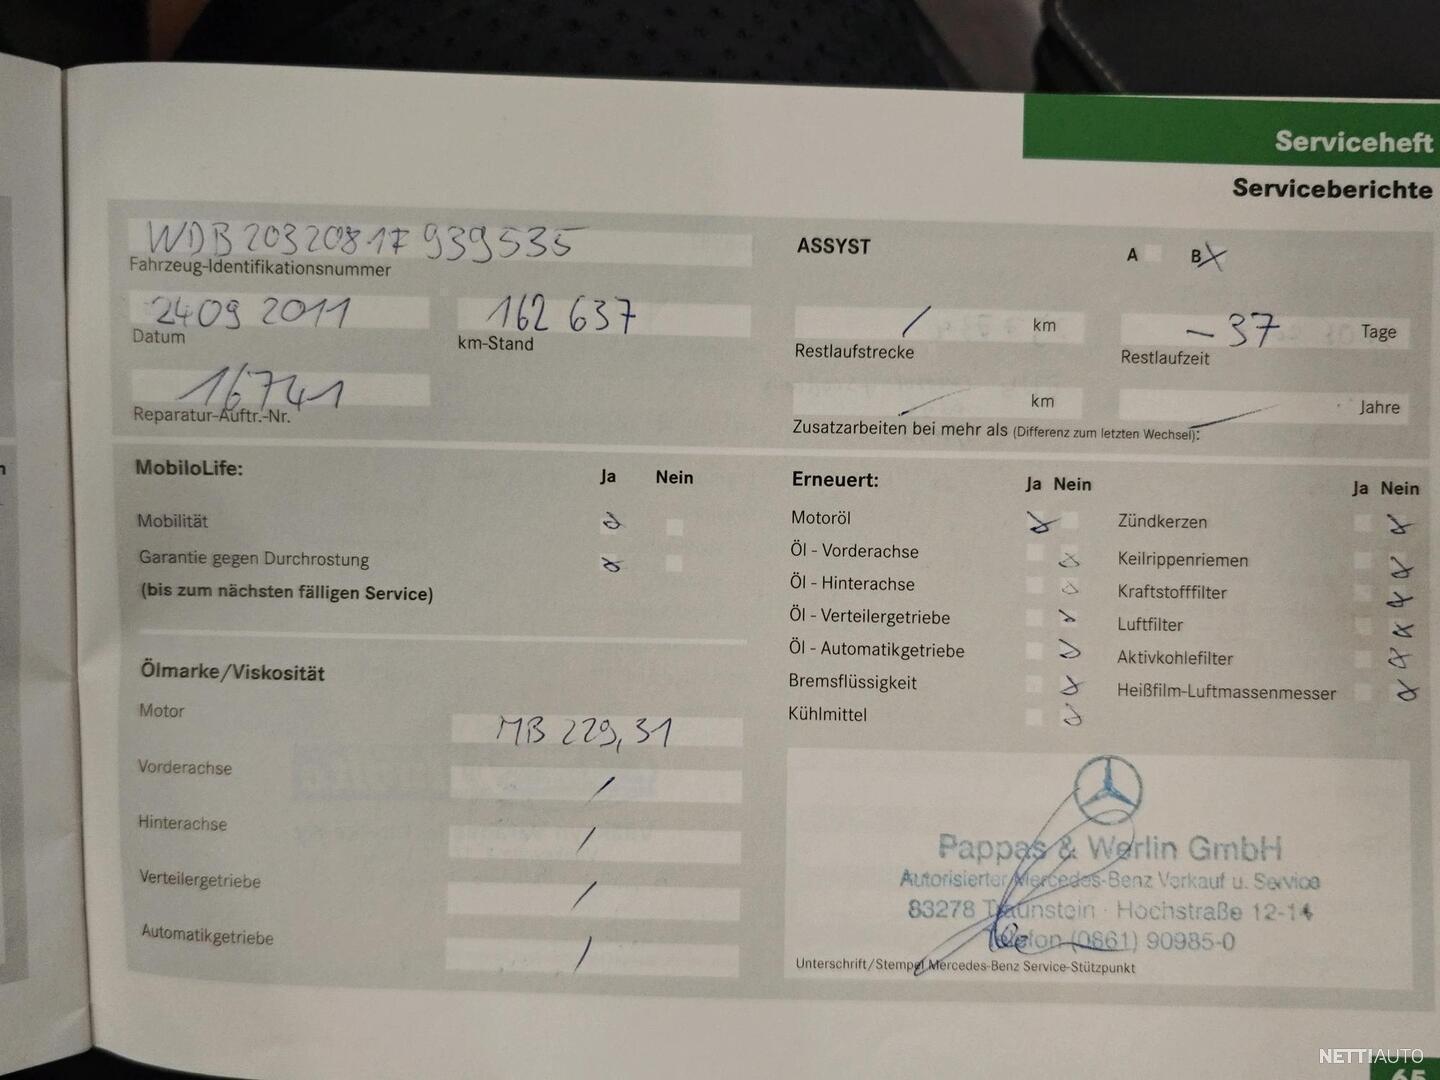 Serviceheft
Serviceberichte
WDB 203 208 1F 939535
Fahrzeug-Identifikationsnummer
24 09 2011
Datum
162 637
km-Stand
16741
Reparatur-Auftr.-Nr.
ASSYST
A
B X
/ km
Restlaufstrecke
- 37 Tage
Restlaufzeit
km
Jahre
Zusatzarbeiten bei mehr als (Differenz zum letzten Wechsel):
MobiloLife:
Ja Nein
Mobilität
Garantie gegen Durchrostung
(bis zum nächsten fälligen Service)
Ölmarke/Viskosität
Motor
MB 229,31
Vorderachse
/
Hinterachse
/
Verteilergetriebe
/
Automatikgetriebe
/
Erneuert:
Ja Nein
Motoröl
Öl - Vorderachse
Öl - Hinterachse
Öl - Verteilergetriebe
Öl - Automatikgetriebe
Bremsflüssigkeit
Kühlmittel
Ja Nein
Zündkerzen
Keilrippenriemen
Kraftstofffilter
Luftfilter
Aktivkohlefilter
Heißfilm-Luftmassenmesser
Pappas & Werlin GmbH
Autorisierter Mercedes-Benz Verkauf u. Service
83278 Traunstein · Hochstraße 12-14
Telefon (0861) 90985-0
Unterschrift/Stempel Mercedes-Benz Service-Stützpunkt
NETTIAUTO
65